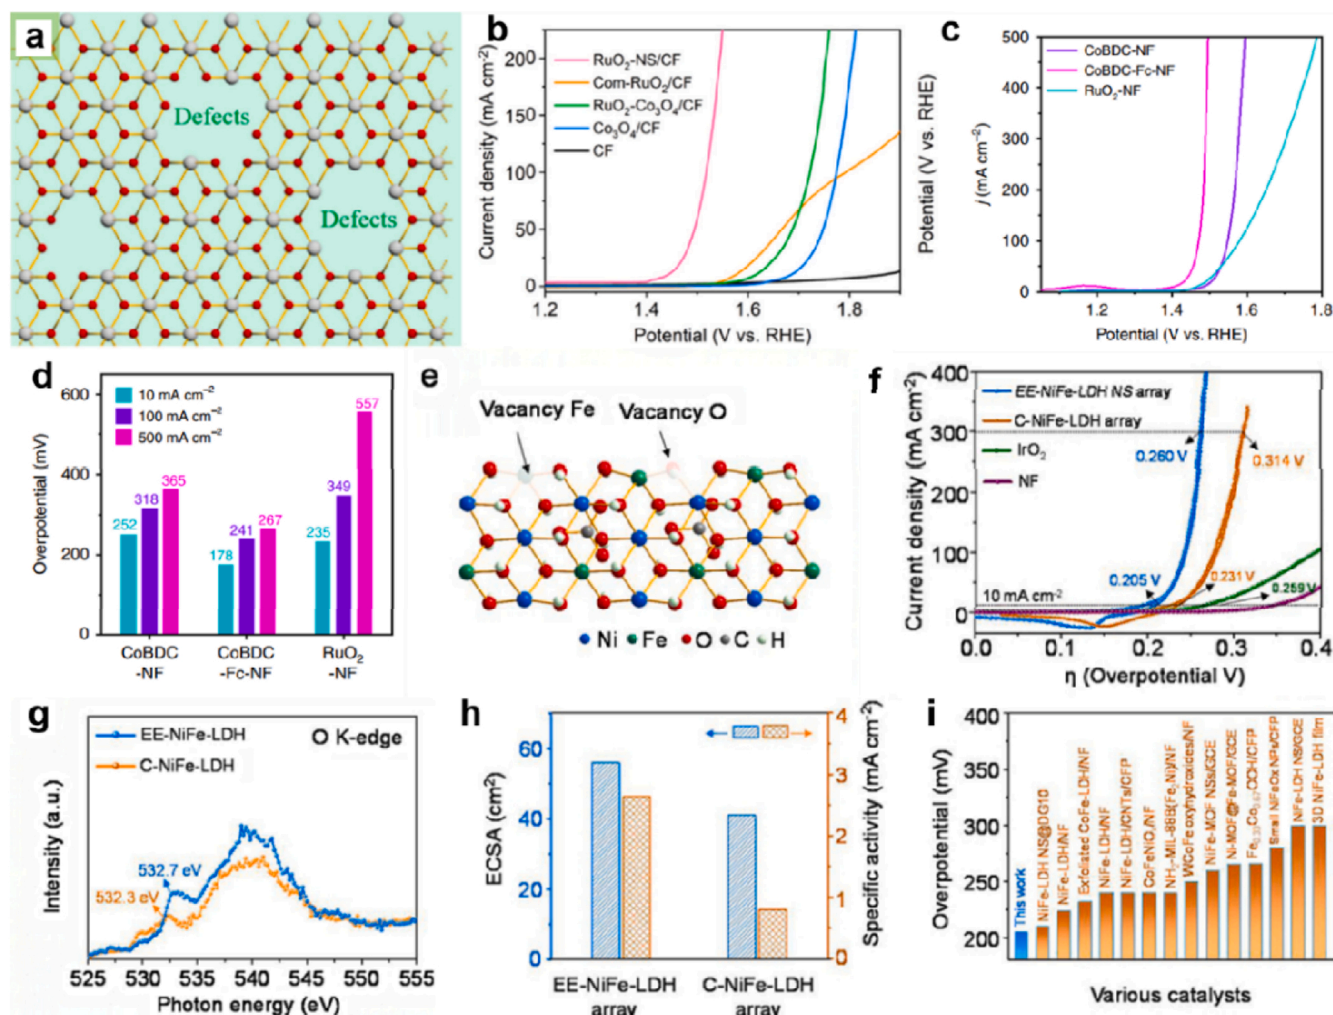 a
Defects
Defects
b
Current density (mA cm⁻²)
200
150
100
50
0
RuO₂-NS/CF
Com-RuO₂/CF
RuO₂-Co₃O₄/CF
Co₃O₄/CF
CF
1.2
1.4
1.6
1.8
Potential (V vs. RHE)
c
Potential (V vs. RHE)
j (mA cm⁻²)
500
400
300
200
100
0
CoBDC-NF
CoBDC-Fc-NF
RuO₂-NF
1.2
1.4
1.6
1.8
Potential (V vs. RHE)
d
Overpotential (mV)
600
400
200
0
10 mA cm⁻²
100 mA cm⁻²
500 mA cm⁻²
252
318
365
178
241
267
235
349
557
CoBDC
-NF
CoBDC
-Fc-NF
RuO₂
-NF
e
Vacancy Fe
Vacancy O
Ni
Fe
O
C
H
f
Current density (mA cm⁻²)
400
300
200
100
0
EE-NiFe-LDH NS array
C-NiFe-LDH array
IrO₂
NF
0.260 V
0.314 V
0.205 V
0.231 V
0.259 V
10 mA cm⁻²
0.0
0.1
0.2
0.3
0.4
η (Overpotential V)
g
Intensity (a.u.)
EE-NiFe-LDH
C-NiFe-LDH
O K-edge
532.7 eV
532.3 eV
525
530
535
540
545
550
555
Photon energy (eV)
h
ECSA (cm²)
60
40
20
0
Specific activity (mA cm⁻²)
4
3
2
1
0
EE-NiFe-LDH
array
C-NiFe-LDH
array
i
Overpotential (mV)
400
350
300
250
200
This work
NiFe-LDH NS@DG10
NiFe-LDH/NF
Exfoliated CoFe-LDH/NF
NiFe-LDH/NF
NiFe-LDH/CNTs/CFP
CoFeNiOₓ/NF
NH₂-MIL-88B(Fe₂Ni)/NF
WCoFe oxyhydroxides/NF
NiFe-MOF NSs/GCE
Ni-MOF@Fe-MOF/GCE
Small NiFeOx NPs/CFP
NiFe-LDH NS/GCE
3D NiFe-LDH film
Various catalysts